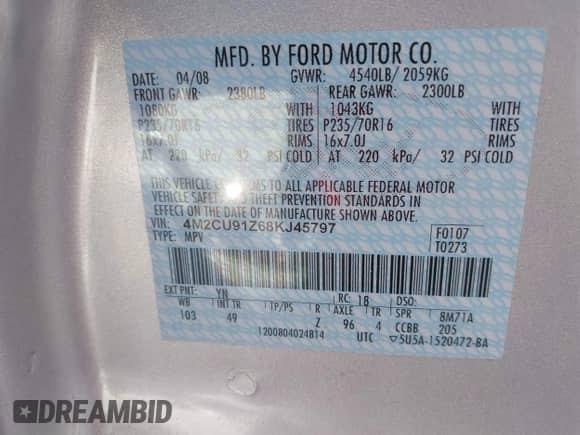 MFD. BY FORD MOTOR CO.
DATE: 04/08 GVWR: 4540LB/ 2059KG
FRONT GAWR: 2380LB REAR GAWR: 2300LB
1080KG WITH 1043KG WITH
P235/70R16 TIRES P235/70R16 TIRES
16x7.0J RIMS 16x7.0J RIMS
AT 220 kPa/ 32 PSI COLD AT 220 kPa/ 32 PSI COLD
THIS VEHICLE CONFORMS TO ALL APPLICABLE FEDERAL MOTOR
VEHICLE SAFETY AND THEFT PREVENTION STANDARDS IN
EFFECT ON THE DATE OF MANUFACTURE SHOWN ABOVE.
VIN: 4M2CU91Z68KJ45797 F0107
TYPE: MPV T0273
EXT PNT: YN RC: 18 DSO:
WB INT TR TP/PS R AXLE TR SPR 8M71A
103 49 Z 96 4 CCBB 205
1200804024814 UTC ▽5U5A-1520472-BA
DREAMBID